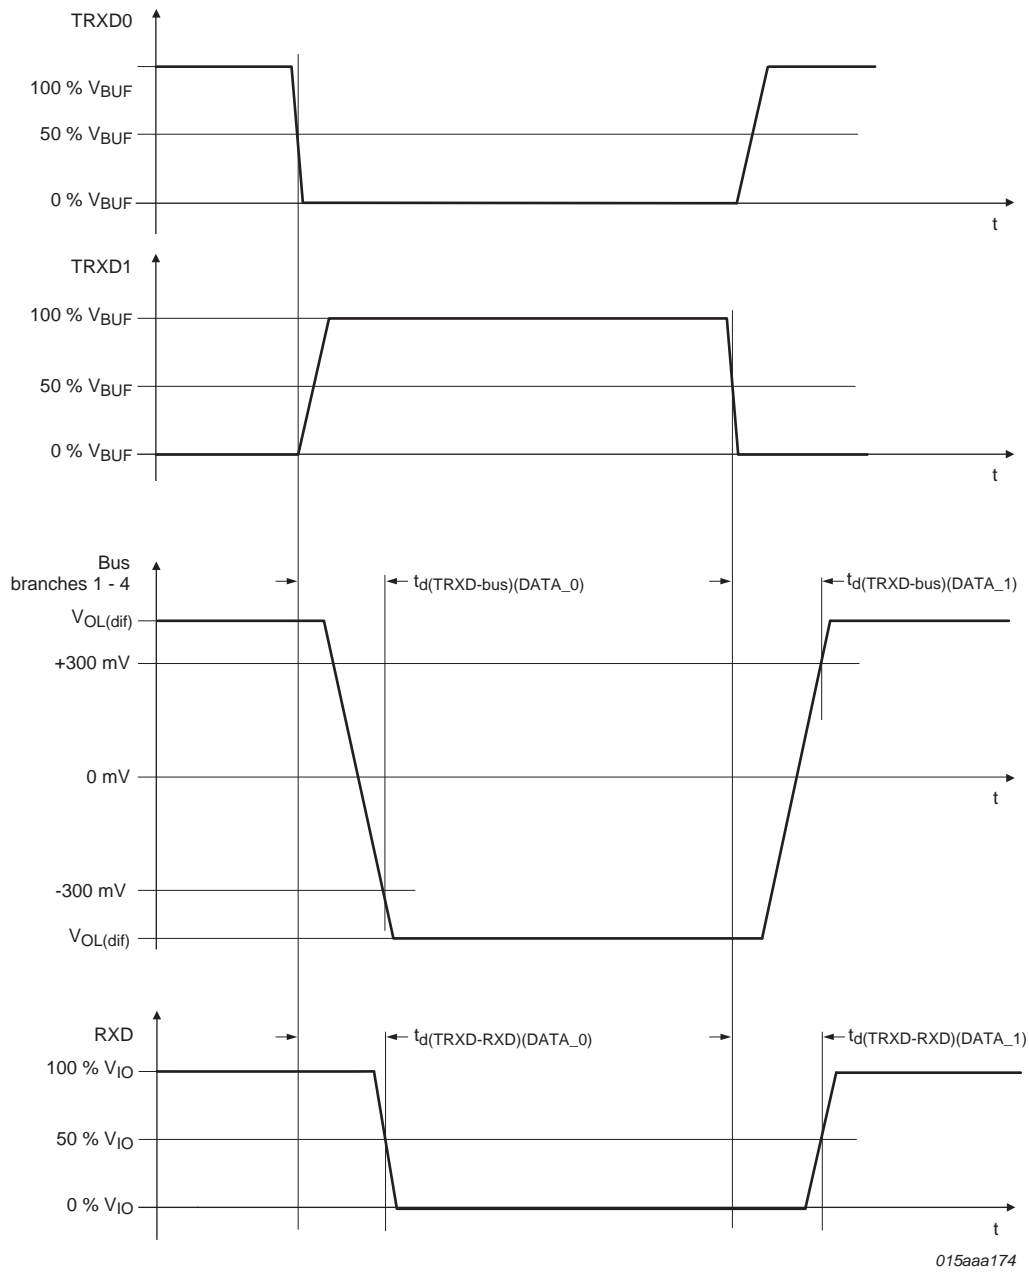 TRXD0
100 % VBUF
50 % VBUF
0 % VBUF
t
TRXD1
100 % VBUF
50 % VBUF
0 % VBUF
t
Bus
branches 1 - 4
td(TRXD-bus)(DATA_0)
td(TRXD-bus)(DATA_1)
VOL(dif)
+300 mV
0 mV
t
-300 mV
VOL(dif)
RXD
td(TRXD-RXD)(DATA_0)
td(TRXD-RXD)(DATA_1)
100 % VIO
50 % VIO
0 % VIO
t
015aaa174